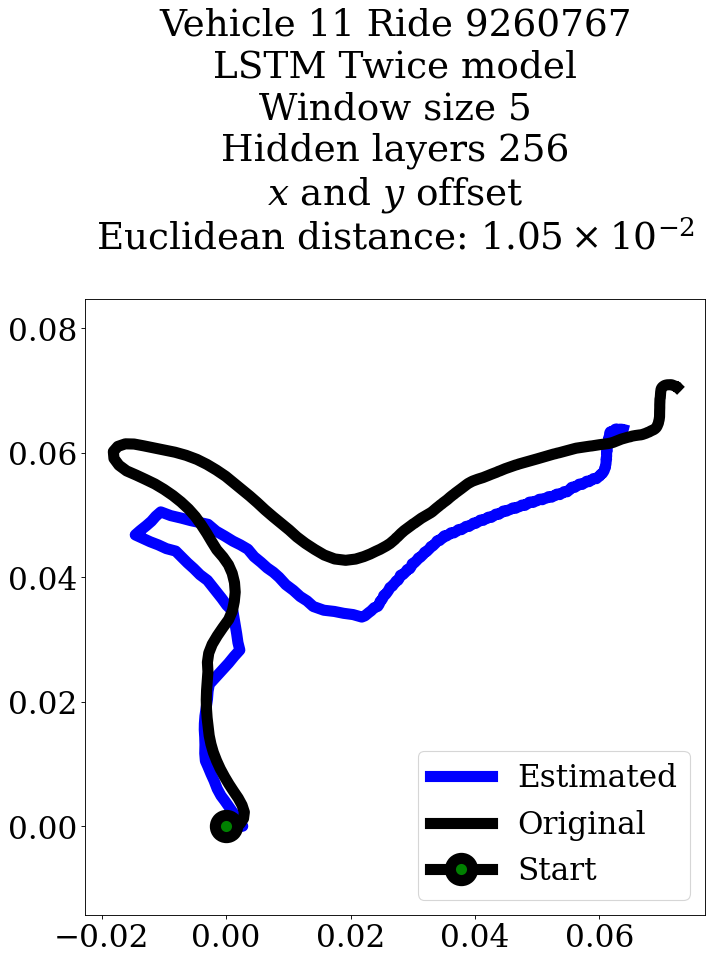 Vehicle 11 Ride 9260767
LSTM Twice model
Window size 5
Hidden layers 256
x and y offset
Euclidean distance: 1.05 × 10⁻²
0.08
0.06
0.04
0.02
0.00
−0.02 0.00 0.02 0.04 0.06
Estimated
Original
Start